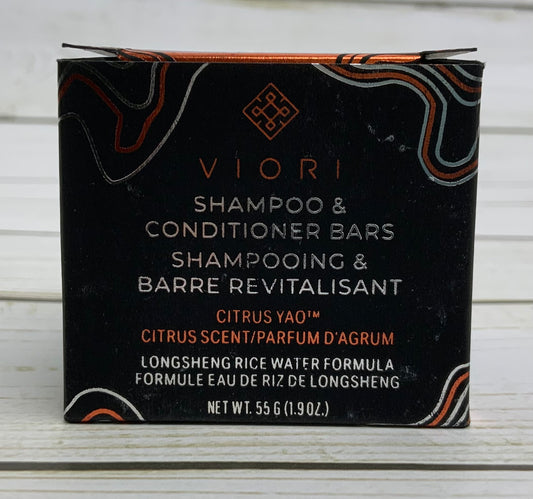 VIORI
SHAMPOO &
CONDITIONER BARS
SHAMPOOING &
BARRE REVITALISANT
CITRUS YAO™
CITRUS SCENT/PARFUM D'AGRUM
LONGSHENG RICE WATER FORMULA
FORMULE EAU DE RIZ DE LONGSHENG
NET WT. 55 G (1.9 OZ.)